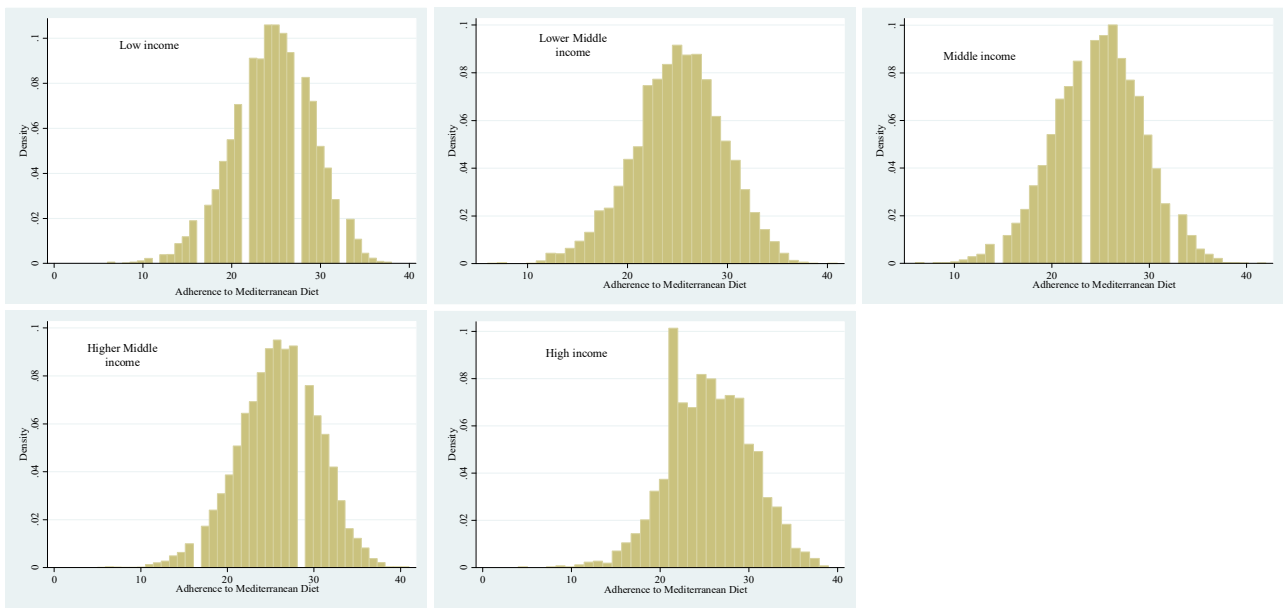 Low income
Density
0
.02
.04
.06
.08
.1
0 10 20 30 40
Adherence to Mediterranean Diet
Lower Middle
income
Density
0
.02
.04
.06
.08
.1
10 20 30 40
Adherence to Mediterranean Diet
Middle income
Density
0
.02
.04
.06
.08
.1
10 20 30 40
Adherence to Mediterranean Diet
Higher Middle
income
Density
0
.02
.04
.06
.08
.1
0 10 20 30 40
Adherence to Mediterranean Diet
High income
Density
0
.02
.04
.06
.08
.1
0 10 20 30 40
Adherence to Mediterranean Diet